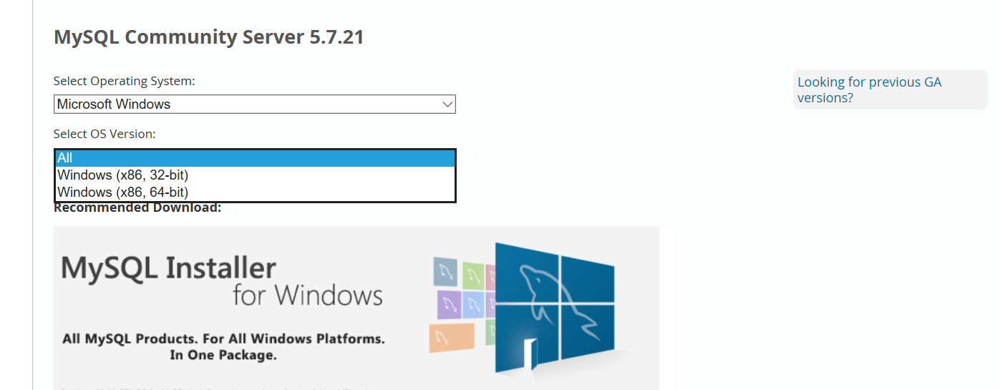 MySQL Community Server 5.7.21
Select Operating System:
Looking for previous GA
versions?
Microsoft Windows
Select OS Version:
All
Windows (x86, 32-bit)
Windows (x86, 64-bit)
Recommended Download:
MySQL Installer
for Windows
All MySQL Products. For All Windows Platforms.
In One Package.